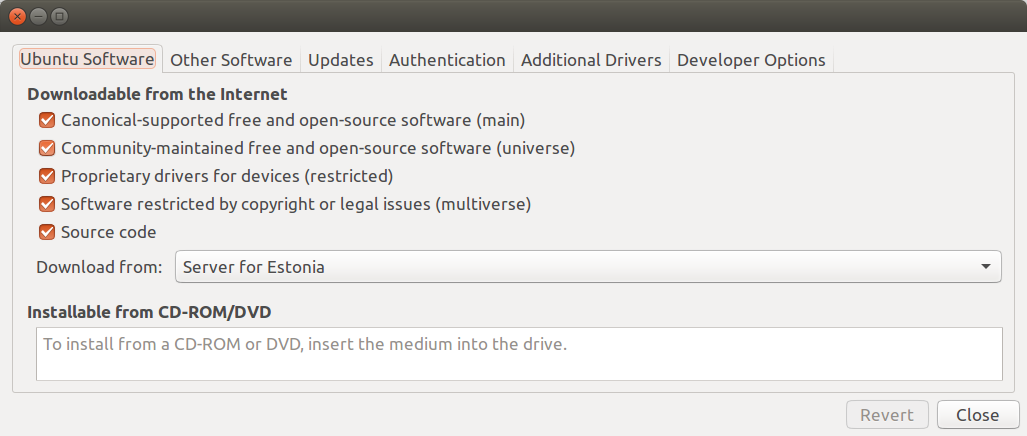 Ubuntu Software Other Software Updates Authentication Additional Drivers Developer Options
Downloadable from the Internet
Canonical-supported free and open-source software (main)
Community-maintained free and open-source software (universe)
Proprietary drivers for devices (restricted)
Software restricted by copyright or legal issues (multiverse)
Source code
Download from: Server for Estonia
Installable from CD-ROM/DVD
To install from a CD-ROM or DVD, insert the medium into the drive.
Revert Close